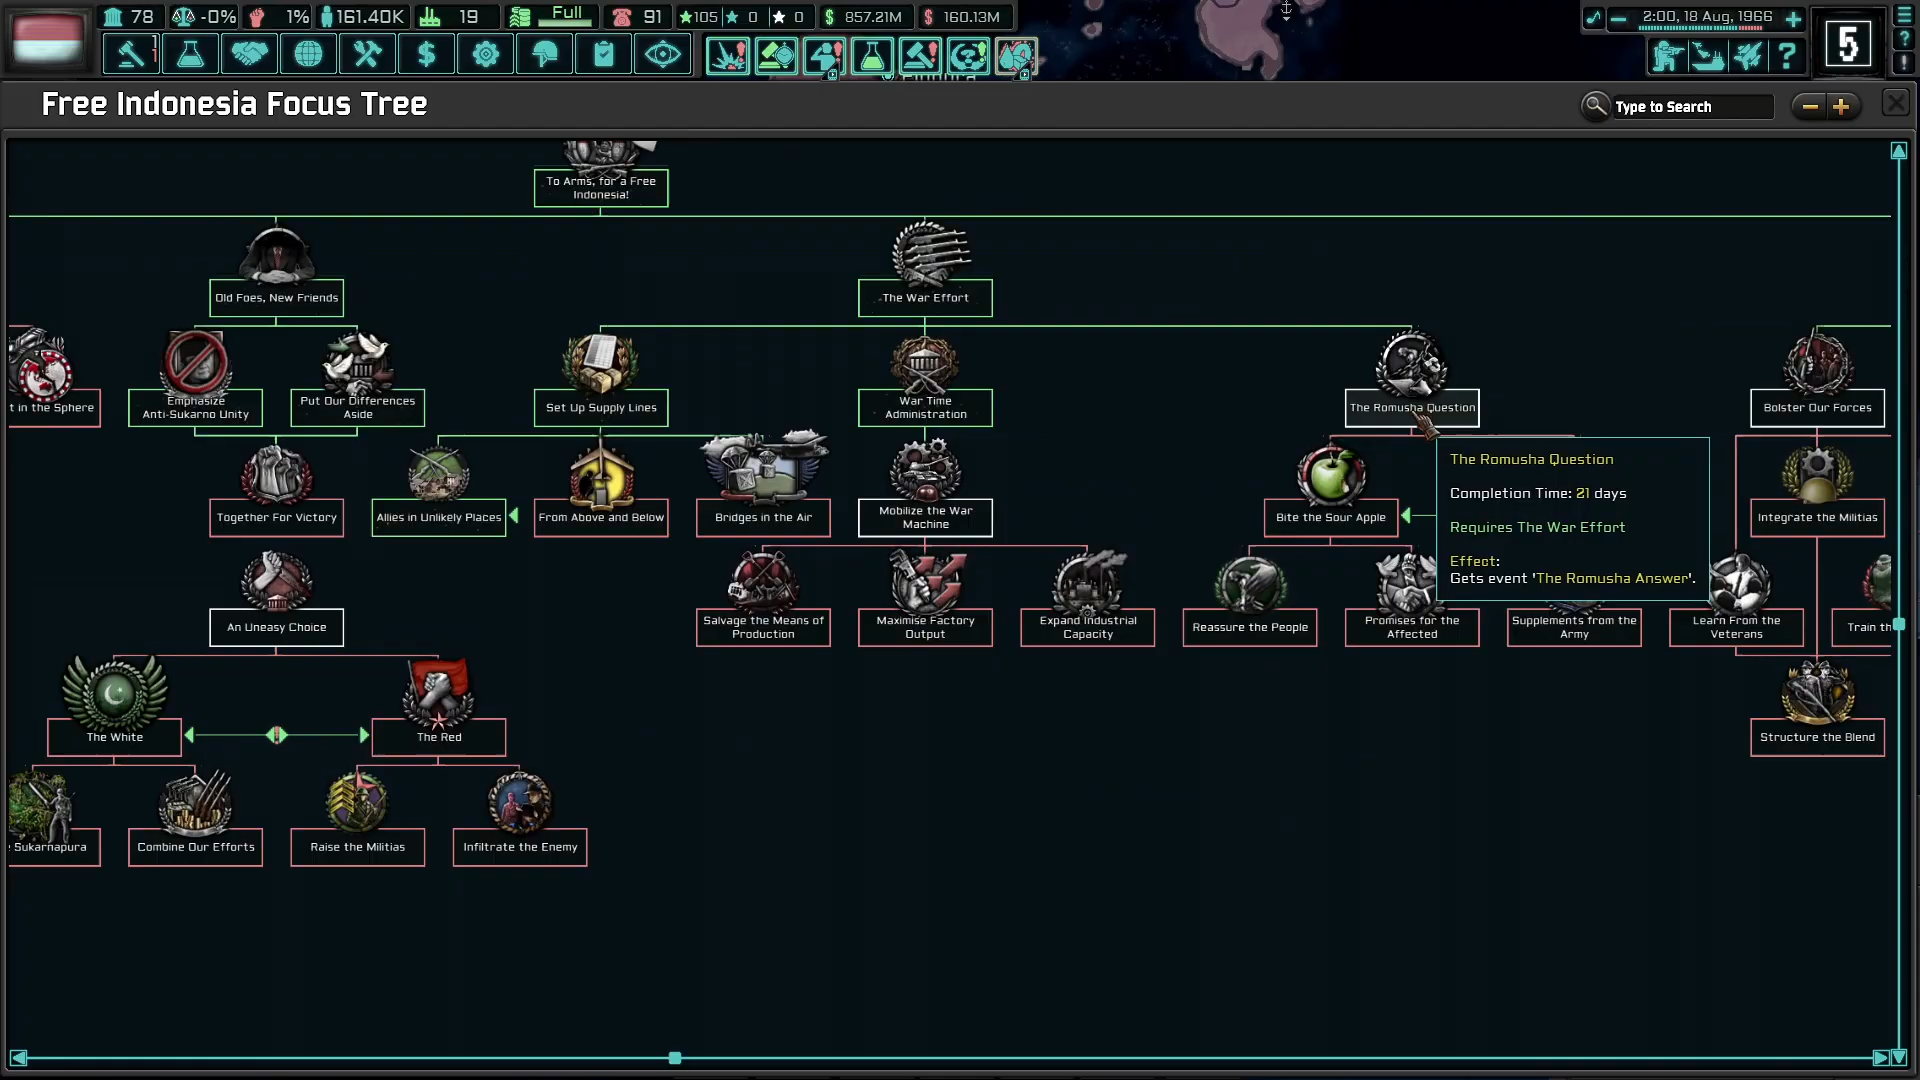 78
-0%
1%
161.40K
19
Full
91
105
0
0
$ 857.21M
$ 160.13M
2:00, 18 Aug, 1966
5
1
1
Free Indonesia Focus Tree
Type to Search
To Arms, for a Free
Indonesia!
Old Foes, New Friends
The War Effort
t in the Sphere
Emphasize
Anti-Sukarno Unity
Put Our Differences
Aside
Set Up Supply Lines
War Time
Administration
The Romusha Question
Bolster Our Forces
Together For Victory
Allies in Unlikely Places
From Above and Below
Bridges in the Air
Mobilize the War
Machine
Bite the Sour Apple
Integrate the Militias
The Romusha Question
Completion Time: 21 days
Requires The War Effort
Effect:
Gets event 'The Romusha Answer'.
An Uneasy Choice
Salvage the Means of
Production
Maximise Factory
Output
Expand Industrial
Capacity
Reassure the People
Promises for the
Affected
Supplements from the
Army
Learn From the
Veterans
Train th
The White
The Red
Structure the Blend
Sukarnapura
Combine Our Efforts
Raise the Militias
Infiltrate the Enemy